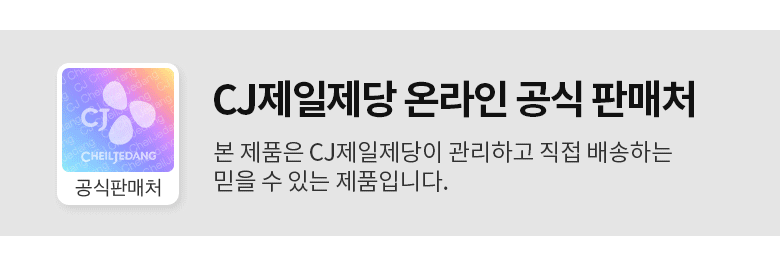 CJ
CHEILJEDANG
공식판매처
CJ제일제당 온라인 공식 판매처
본 제품은 CJ제일제당이 관리하고 직접 배송하는
믿을 수 있는 제품입니다.